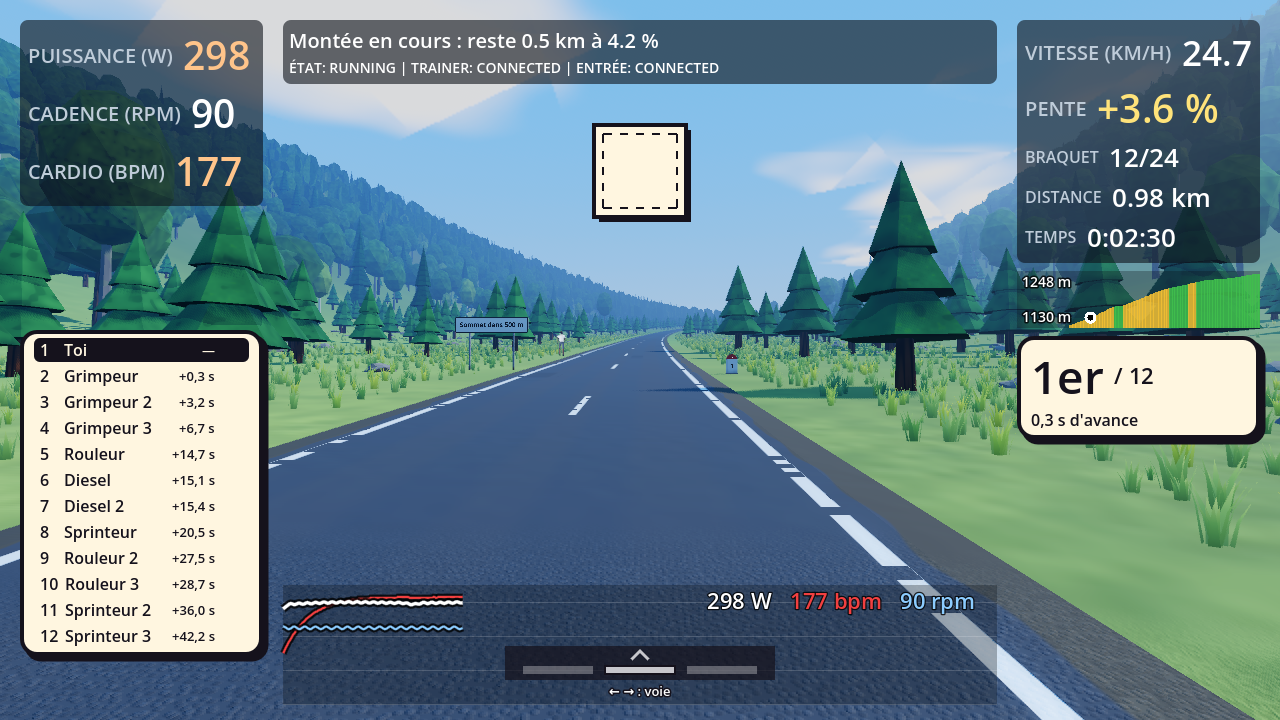 PUISSANCE (W) 298
CADENCE (RPM) 90
CARDIO (BPM) 177
Montée en cours : reste 0.5 km à 4.2 %
ÉTAT: RUNNING | TRAINER: CONNECTED | ENTRÉE: CONNECTED
VITESSE (KM/H) 24.7
PENTE +3.6 %
BRAQUET 12/24
DISTANCE 0.98 km
TEMPS 0:02:30
1248 m
1130 m
1er / 12
0,3 s d'avance
Sommet dans 500 m
1
1 Toi —
2 Grimpeur +0,3 s
3 Grimpeur 2 +3,2 s
4 Grimpeur 3 +6,7 s
5 Rouleur +14,7 s
6 Diesel +15,1 s
7 Diesel 2 +15,4 s
8 Sprinteur +20,5 s
9 Rouleur 2 +27,5 s
10 Rouleur 3 +28,7 s
11 Sprinteur 2 +36,0 s
12 Sprinteur 3 +42,2 s
298 W 177 bpm 90 rpm
← → : voie